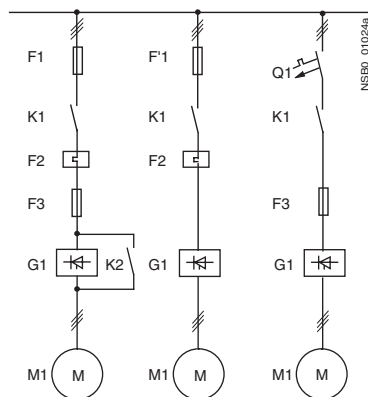 NSB0_01024a
F1 F'1
Q1
K1 K1 K1
F2 F2
F3 F3
G1 K2 G1 G1
M1 M M1 M M1 M